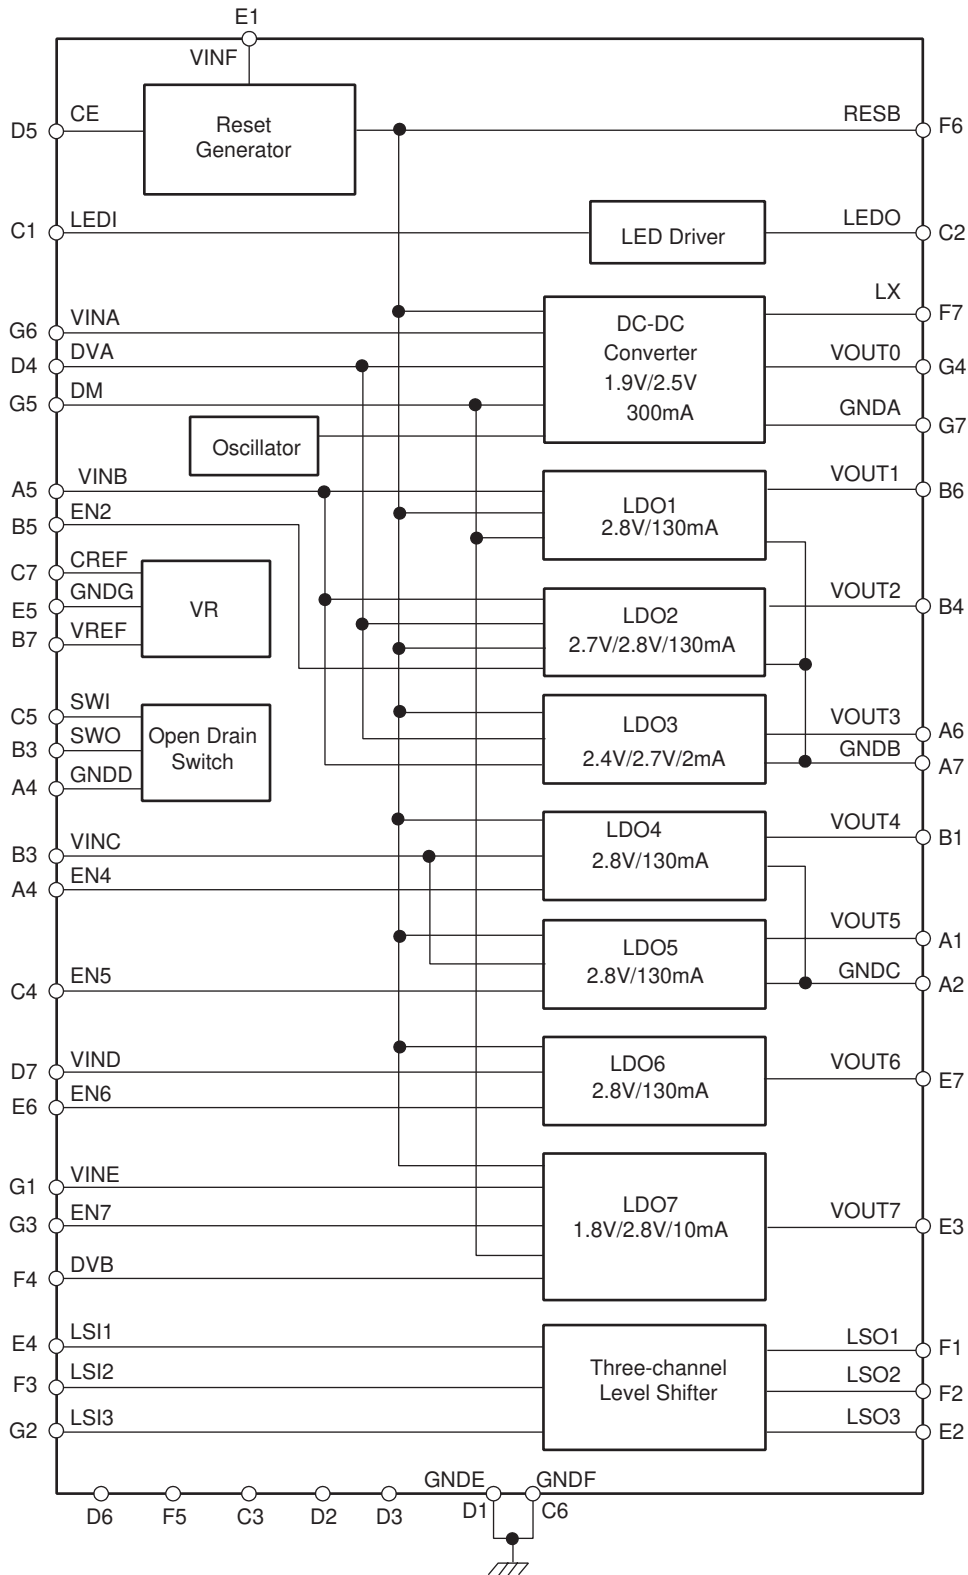 E1
VINF
D5 CE Reset Generator RESB F6
C1 LEDI LED Driver LEDO C2
LX F7
G6 VINA DC-DC
D4 DVA Converter VOUT0 G4
1.9V/2.5V
G5 DM 300mA GNDA G7
Oscillator
A5 VINB LDO1 VOUT1 B6
B5 EN2 2.8V/130mA
C7 CREF
E5 GNDG VR LDO2 VOUT2 B4
B7 VREF 2.7V/2.8V/130mA
C5 SWI LDO3 VOUT3 A6
B3 SWO Open Drain Switch 2.4V/2.7V/2mA GNDB A7
A4 GNDD
LDO4 VOUT4 B1
B3 VINC 2.8V/130mA
A4 EN4
VOUT5 A1
LDO5
C4 EN5 2.8V/130mA GNDC A2
D7 VIND LDO6 VOUT6 E7
E6 EN6 2.8V/130mA
G1 VINE LDO7
G3 EN7 1.8V/2.8V/10mA VOUT7 E3
F4 DVB
E4 LSI1 LSO1 F1
F3 LSI2 Three-channel Level Shifter LSO2 F2
G2 LSI3 LSO3 E2
GNDE GNDF
D6 F5 C3 D2 D3 D1 C6